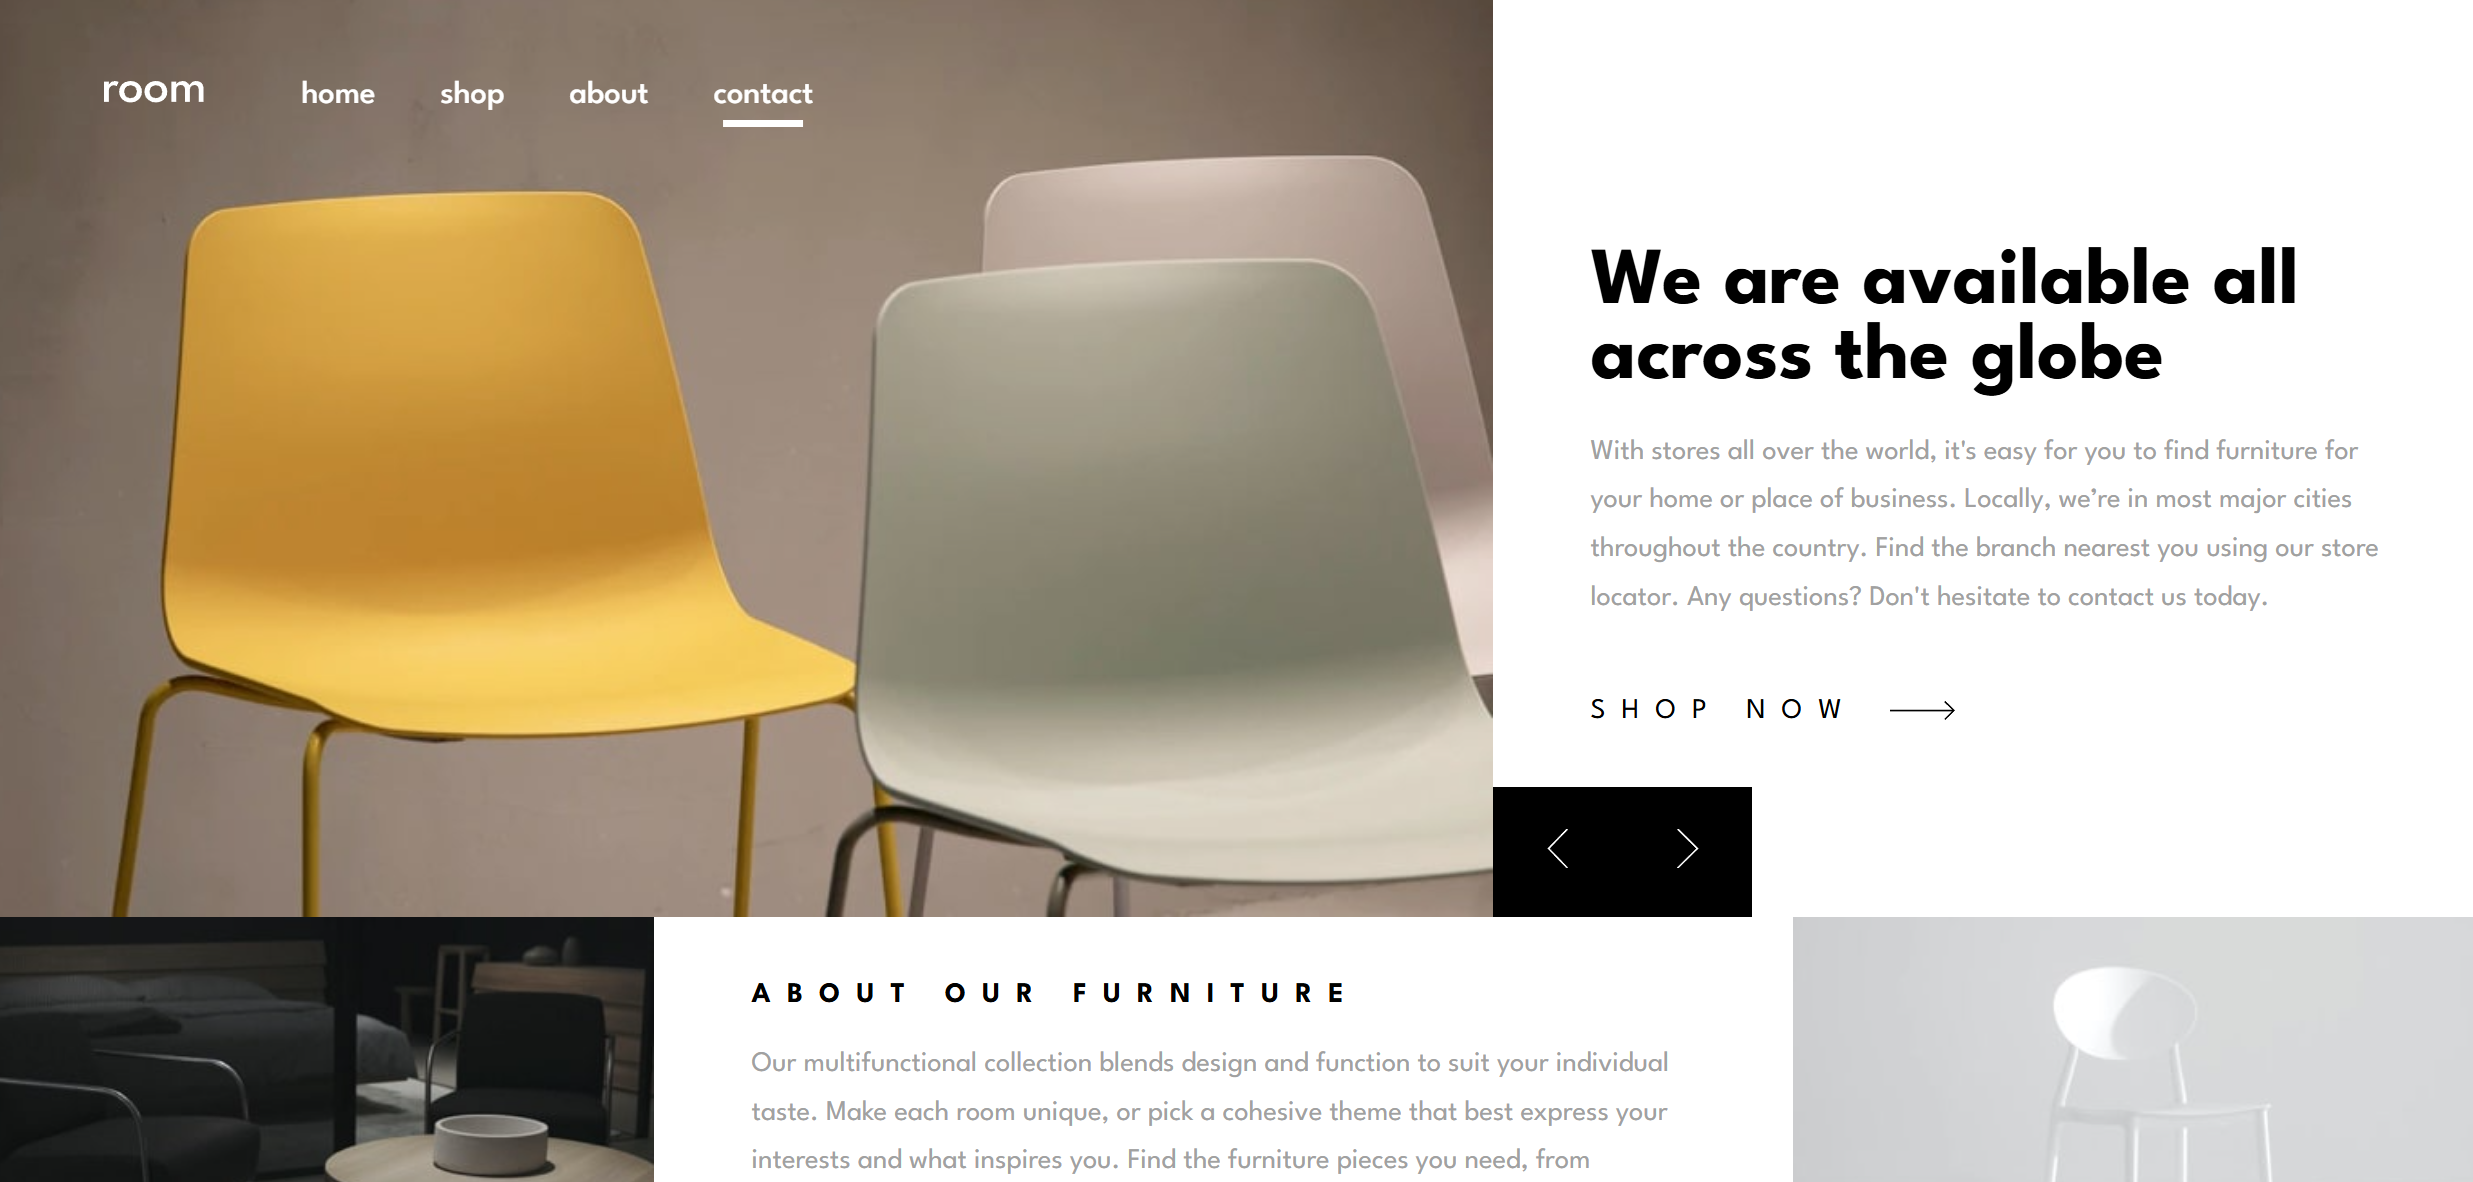 room
home
shop
about
contact
We are available all
across the globe
With stores all over the world, it's easy for you to find furniture for
your home or place of business. Locally, we’re in most major cities
throughout the country. Find the branch nearest you using our store
locator. Any questions? Don't hesitate to contact us today.
SHOP NOW
ABOUT OUR FURNITURE
Our multifunctional collection blends design and function to suit your individual
taste. Make each room unique, or pick a cohesive theme that best express your
interests and what inspires you. Find the furniture pieces you need, from